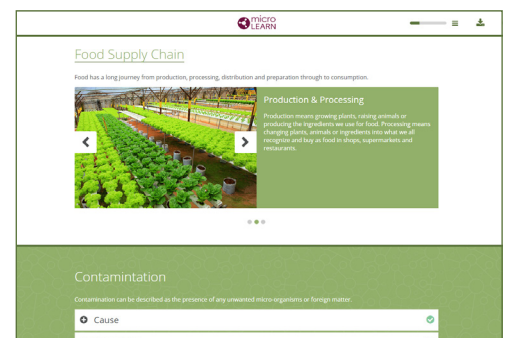 micro
LEARN
Food Supply Chain
Food has a long journey from production, processing, distribution and preparation through to consumption.
Production & Processing
Production means growing plants, raising animals or
producing the ingredients we use for food. Processing means
changing plants, animals or ingredients into what we all
recognize and buy as food in shops, supermarkets and
restaurants.
Contamintation
Contamination can be described as the presence of any unwanted micro-organisms or foreign matter.
Cause